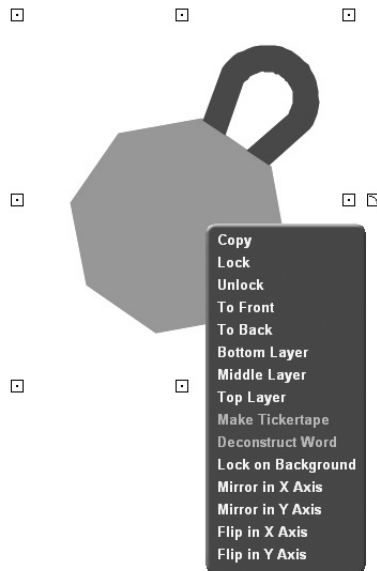 Copy
Lock
Unlock
To Front
To Back
Bottom Layer
Middle Layer
Top Layer
Make Tickertape
Deconstruct Word
Lock on Background
Mirror in X Axis
Mirror in Y Axis
Flip in X Axis
Flip in Y Axis